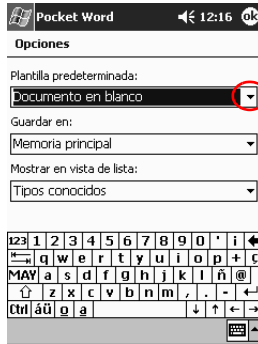 Pocket Word 12:16 ok
Opciones
Plantilla predeterminada:
Documento en blanco
Guardar en:
Memoria principal
Mostrar en vista de lista:
Tipos conocidos
123 1 2 3 4 5 6 7 8 9 0 ' ¡
q w e r t y u i o p + ç
MAY a s d f g h j k l ñ @
z x c v b n m , . -
Ctrl áü º ª